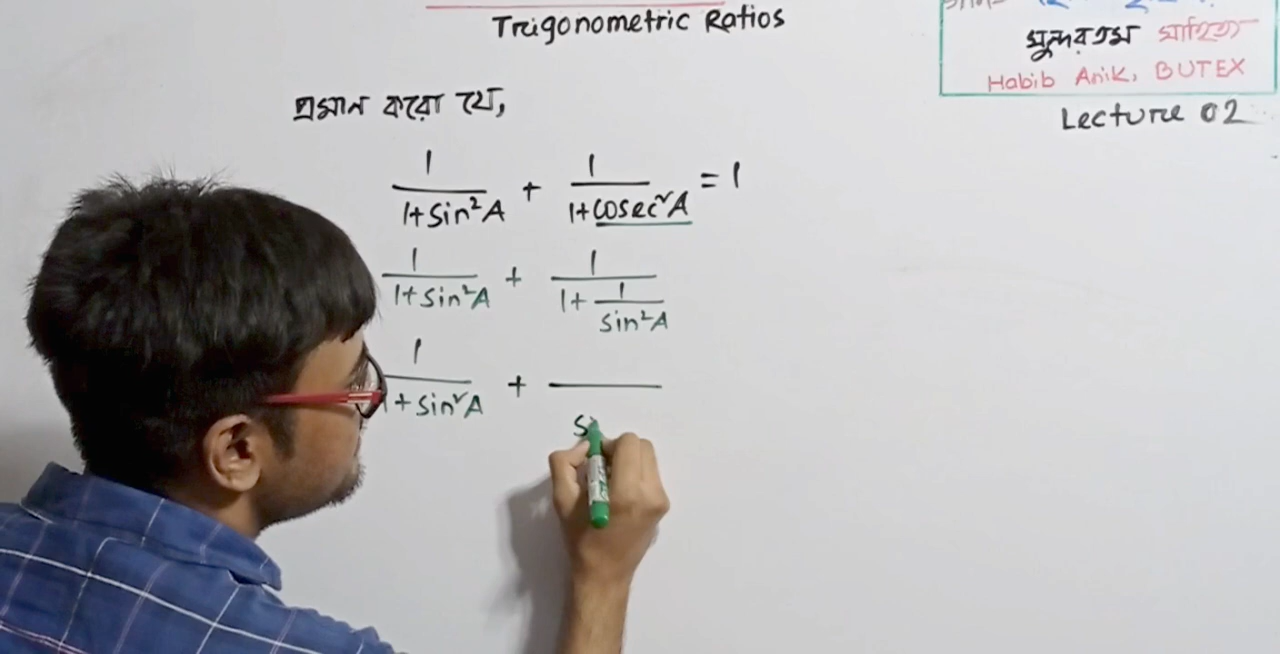 Trigonometric Ratios
সুন্দরতম সাহিত্য
Habib Anik, BUTEX
Lecture 02
প্রমান করো যে,
1/(1+Sin²A) + 1/(1+cosec²A) = 1
1/(1+Sin²A) + 1/(1+1/Sin²A)
1/(1+Sin²A) + ―/S